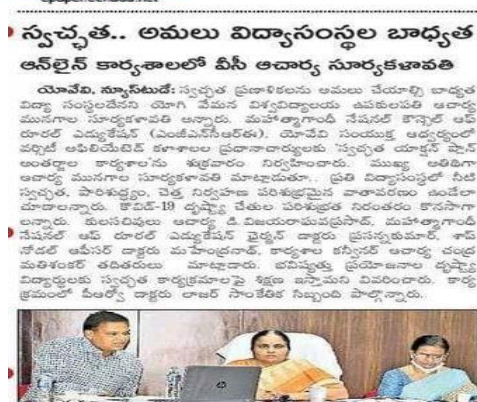 స్వచ్ఛత.. అమలు విద్యాసంస్థల బాధ్యత
ఆన్‌లైన్ కార్యశాలలో వీసీ ఆచార్య సూర్యకళావతి
యోవేవి, న్యూస్‌టుడే: స్వచ్ఛత ప్రణాళికలను అమలు చేయాల్సి బాధ్యత
విద్యా సంస్థలదేనని యోగి వేమన విశ్వవిద్యాలయ ఉపకులపతి ఆచార్య
మునగాల సూర్యకళావతి అన్నారు. మహాత్మాగాంధీ నేషనల్ కౌన్సెల్ ఆఫ్
రూరల్ ఎడ్యుకేషన్ (ఎంజీఎన్‌సీఆర్ఈ), యోవేవి సంయుక్త ఆధ్వర్యంలో
వర్సిటీ ఆఫిలియేటెడ్ కళాశాలల ప్రధానాచార్యులకు 'స్వచ్ఛత యాక్షన్ ప్లాన్
అంతర్జాల కార్యశాల'ను శుక్రవారం నిర్వహించారు. ముఖ్య అతిథిగా
ఆచార్య మునగాల సూర్యకళావతి మాట్లాడుతూ.. ప్రతి విద్యాసంస్థలో నీటి
స్వచ్ఛత, పారిశుద్ధ్యం, చెత్త నిర్వహణ పరిశుభ్రమైన వాతావరణం ఉండేలా
చూడాలన్నారు. కొవిడ్-19 దృష్ట్యా చేతుల పరిశుభ్రత నిరంతరం కొనసాగా
లన్నారు. కులసచివులు ఆచార్య డి.విజయరాఘవప్రసాద్, మహాత్మాగాంధీ
నేషనల్ ఆఫ్ రూరల్ ఎడ్యుకేషన్ ఛైర్మన్ డాక్టరు ప్రసన్నకుమార్, శాప్
నోడల్ ఆఫీసర్ డాక్టరు మహేంద్రనాథ్, కార్యశాల కన్వీనర్ ఆచార్య చంద్ర
మతిశంకర్ తదితరులు మాట్లాడారు. భవిష్యత్తు ప్రయోజనాల దృష్ట్యా
విద్యార్థులకు స్వచ్ఛత కార్యక్రమాలపై శిక్షణ ఇస్తామని వివరించారు. కార్య
క్రమంలో పీఆర్వో డాక్టరు లాజర్ సాంకేతిక సిబ్బంది పాల్గొన్నారు.